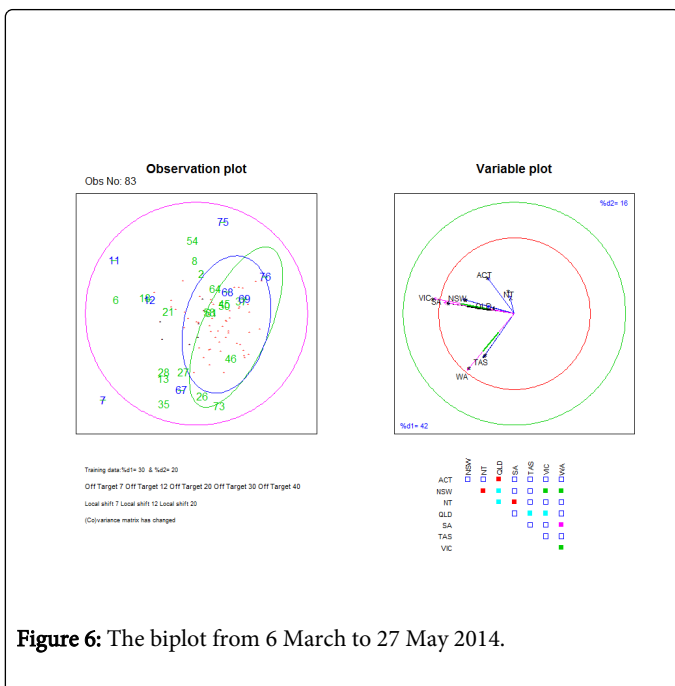 Observation plot
Obs No: 83
75
54
11
8
2
76
64
68
6
12
69
45
21
46
28
27
13
67
7
26
35
73
Training data:%d1= 30 & %d2= 20
Off Target 7 Off Target 12 Off Target 20 Off Target 30 Off Target 40
Local shift 7 Local shift 12 Local shift 20
(Co)variance matrix has changed
Variable plot
%d2= 16
ACT
NT
VIC
NSW
SA
QLD
TAS
WA
%d1= 42
NSW
NT
QLD
SA
TAS
VIC
WA
ACT
NSW
NT
QLD
SA
TAS
VIC
Figure 6: The biplot from 6 March to 27 May 2014.